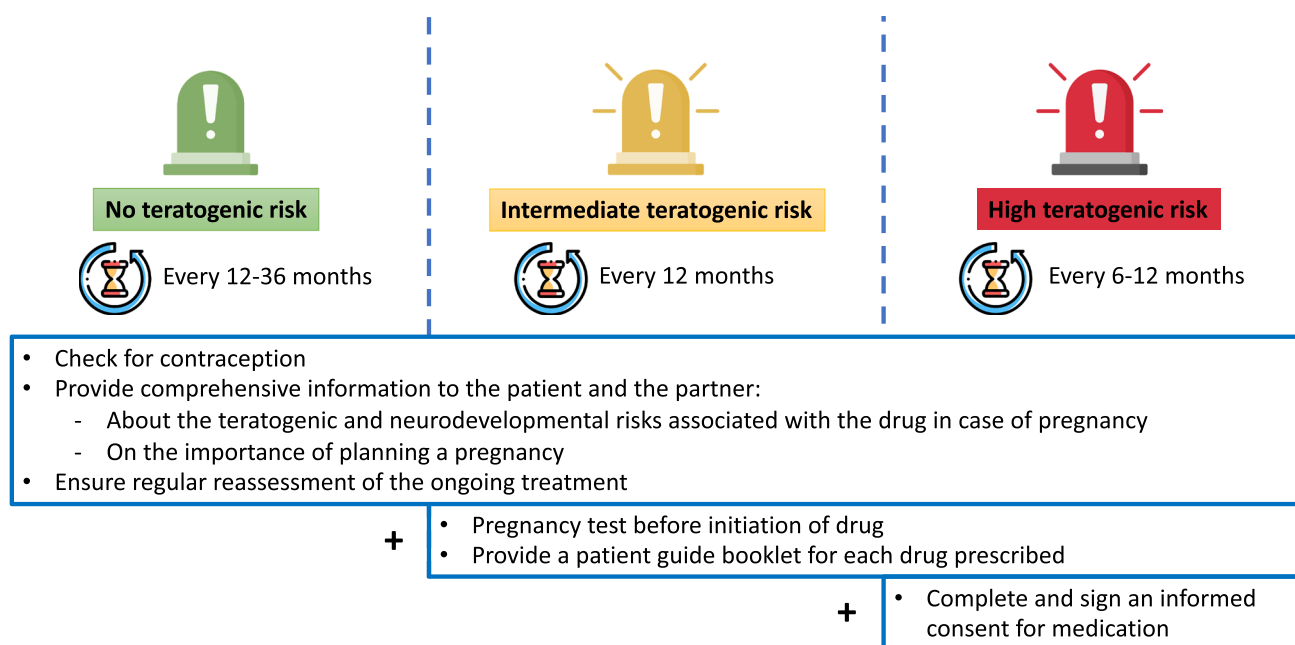 No teratogenic risk
Intermediate teratogenic risk
High teratogenic risk
Every 12-36 months
Every 12 months
Every 6-12 months
• Check for contraception
• Provide comprehensive information to the patient and the partner:
- About the teratogenic and neurodevelopmental risks associated with the drug in case of pregnancy
- On the importance of planning a pregnancy
• Ensure regular reassessment of the ongoing treatment
+
• Pregnancy test before initiation of drug
• Provide a patient guide booklet for each drug prescribed
+
• Complete and sign an informed
consent for medication